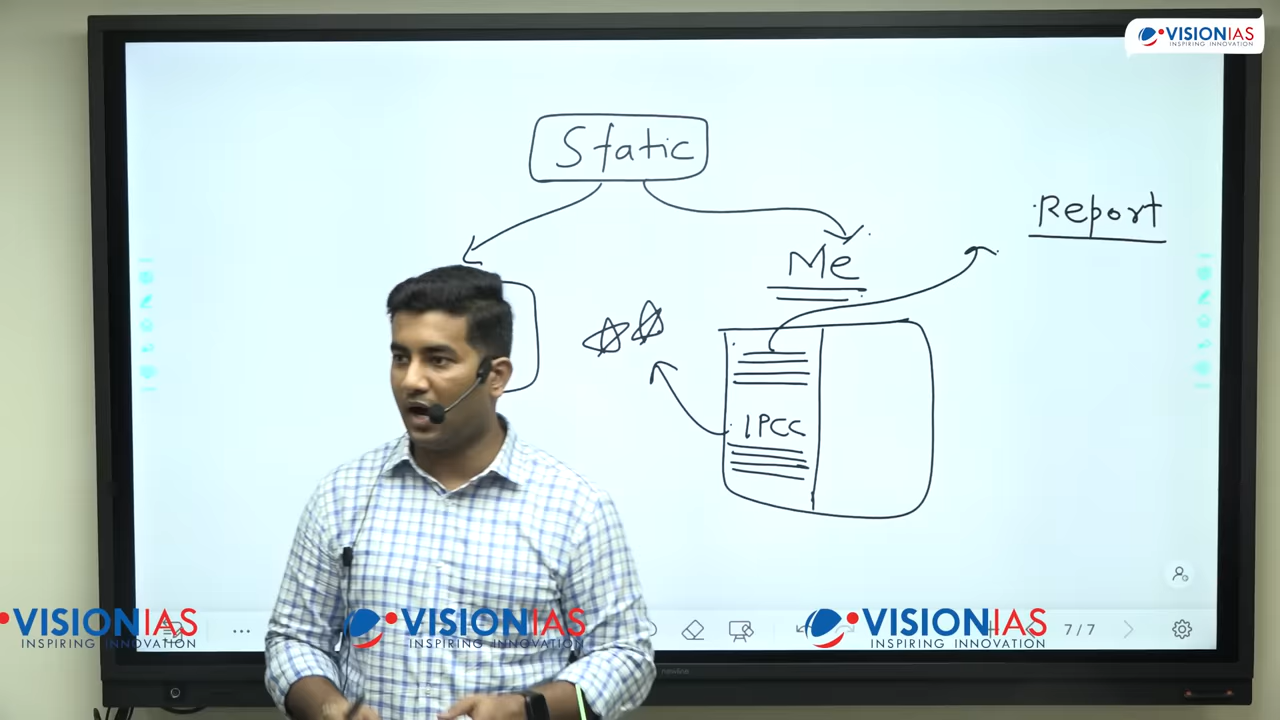 VISIONIAS
INSPIRING INNOVATION
Static
Report
Me
IPCC
VISIONIAS
INSPIRING INNOVATION
VISIONIAS
INSPIRING INNOVATION
VISIONIAS
INSPIRING INNOVATION
7/7